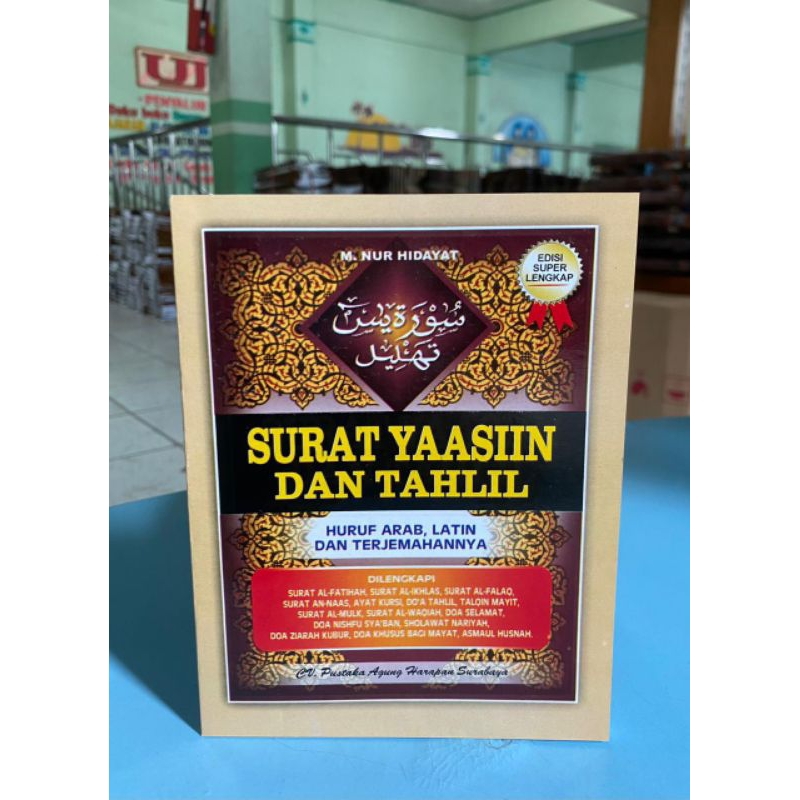 UJ
PENYALUR
M. NUR HIDAYAT
EDISI
SUPER
LENGKAP
سُوْرَة يٰسۤ
تَهْلِيْل
SURAT YAASIIN
DAN TAHLIL
HURUF ARAB, LATIN
DAN TERJEMAHANNYA
DILENGKAPI
SURAT AL-FATIHAH, SURAT AL-IKHLAS, SURAT AL-FALAQ,
SURAT AN-NAAS, AYAT KURSI, DO'A TAHLIL, TALQIN MAYIT,
SURAT AL-MULK, SURAT AL-WAQIAH, DOA SELAMAT,
DOA NISHFU SYA'BAN, SHOLAWAT NARIYAH,
DOA ZIARAH KUBUR, DOA KHUSUS BAGI MAYAT, ASMAUL HUSNAH.
CV. Pustaka Agung Harapan Surabaya